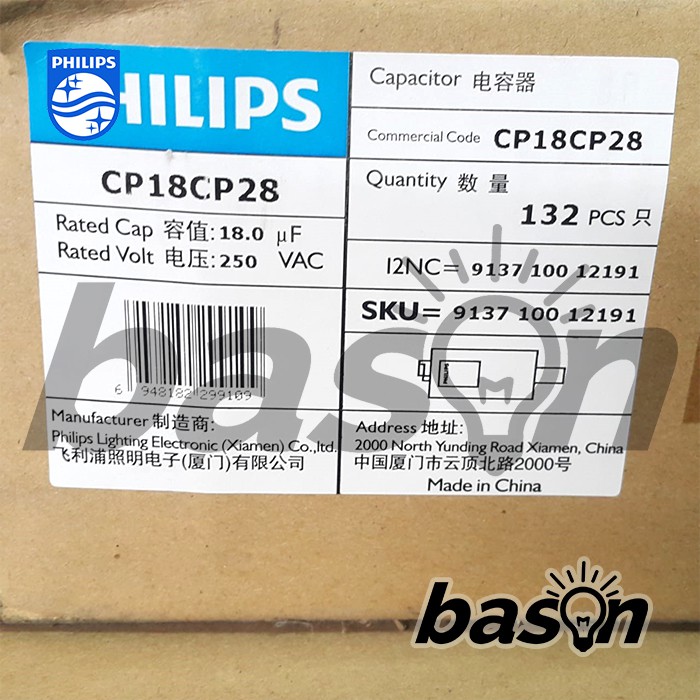 PHILIPS
PHILIPS
CP18CP28
Rated Cap 容值: 18.0 μF
Rated Volt 电压: 250 VAC
6 948182 299109
Manufacturer 制造商:
Philips Lighting Electronic (Xiamen) Co.,ltd.
飞利浦照明电子(厦门)有限公司
Capacitor 电容器
Commercial Code CP18CP28
Quantity 数 量
132 PCS 只
12NC= 9137 100 12191
SKU= 9137 100 12191
PHILIPS
Address 地址:
2000 North Yunding Road Xiamen, China
中国厦门市云顶北路2000号
Made in China
bason
bason